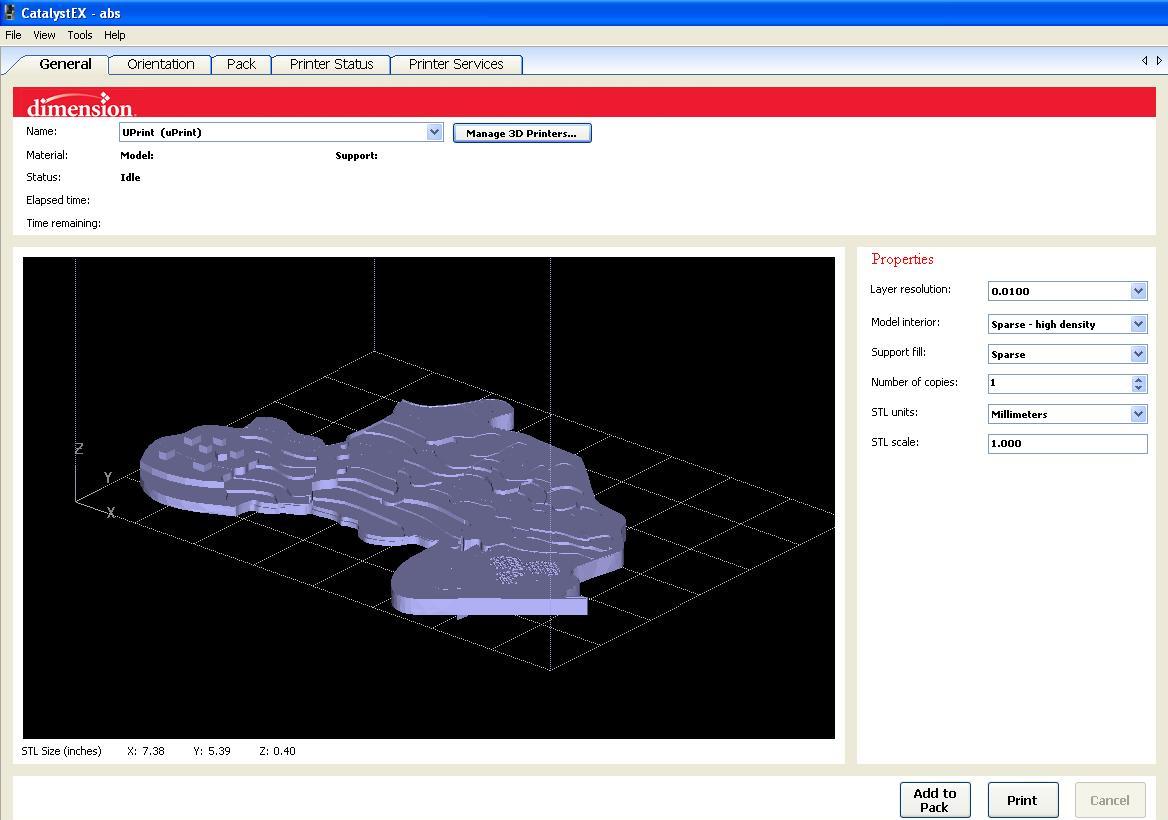 CatalystEX - abs
File View Tools Help
General Orientation Pack Printer Status Printer Services
dimension
Name: UPrint (uPrint) Manage 3D Printers...
Material: Model: Support:
Status: Idle
Elapsed time:
Time remaining:
Properties
Layer resolution: 0.0100
Model interior: Sparse - high density
Support fill: Sparse
Number of copies: 1
STL units: Millimeters
STL scale: 1.000
Z
Y
X
STL Size (inches) X: 7.38 Y: 5.39 Z: 0.40
Add to
Pack
Print
Cancel